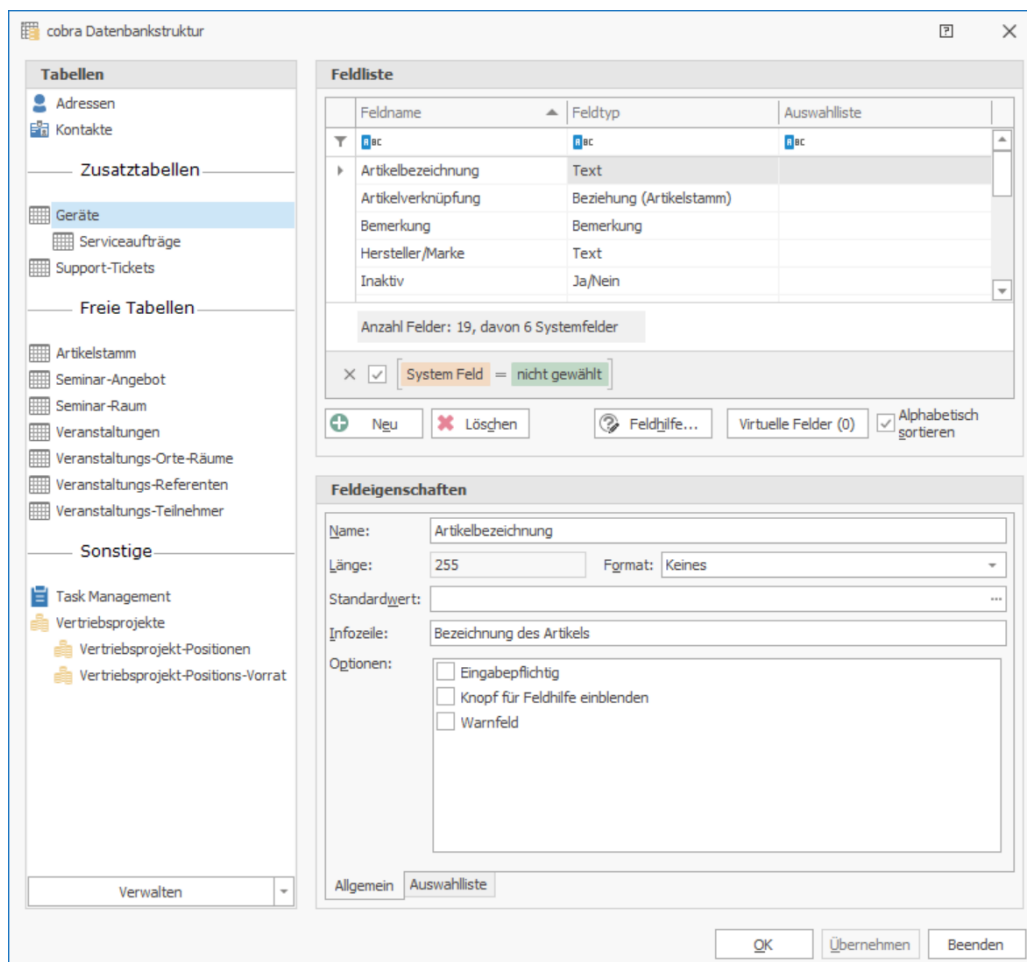 cobra Datenbankstruktur
Tabellen
Adressen
Kontakte
Zusatztabellen
Geräte
Serviceaufträge
Support-Tickets
Freie Tabellen
Artikelstamm
Seminar-Angebot
Seminar-Raum
Veranstaltungen
Veranstaltungs-Orte-Räume
Veranstaltungs-Referenten
Veranstaltungs-Teilnehmer
Sonstige
Task Management
Vertriebsprojekte
Vertriebsprojekt-Positionen
Vertriebsprojekt-Positions-Vorrat
Verwalten
Feldliste
Feldname Feldtyp Auswahlliste
ABC ABC ABC
Artikelbezeichnung Text
Artikelverknüpfung Beziehung (Artikelstamm)
Bemerkung Bemerkung
Hersteller/Marke Text
Inaktiv Ja/Nein
Anzahl Felder: 19, davon 6 Systemfelder
System Feld = nicht gewählt
Neu Löschen Feldhilfe... Virtuelle Felder (0) Alphabetisch
sortieren
Feldeigenschaften
Name: Artikelbezeichnung
Länge: 255 Format: Keines
Standardwert: ...
Infozeile: Bezeichnung des Artikels
Optionen:
Eingabepflichtig
Knopf für Feldhilfe einblenden
Warnfeld
Allgemein Auswahlliste
OK Übernehmen Beenden